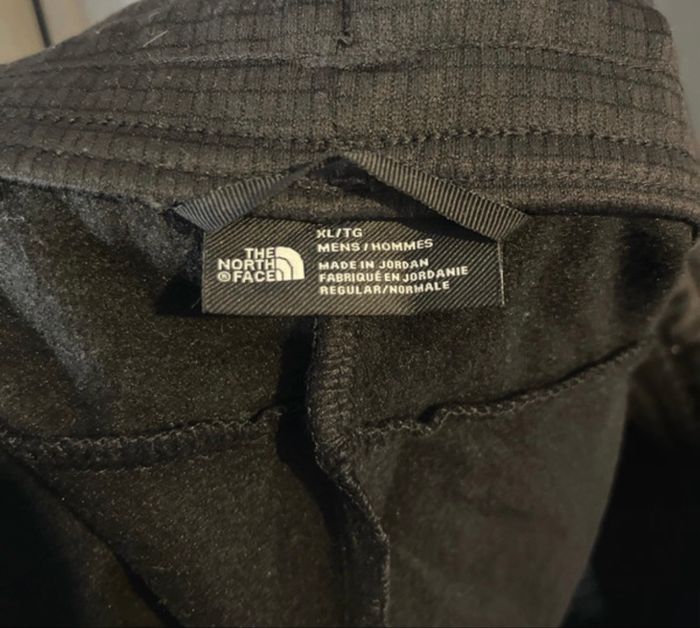 THE
NORTH
®FACE
XL/TG
MENS/HOMMES
MADE IN JORDAN
FABRIQUÉ EN JORDANIE
REGULAR/NORMALE